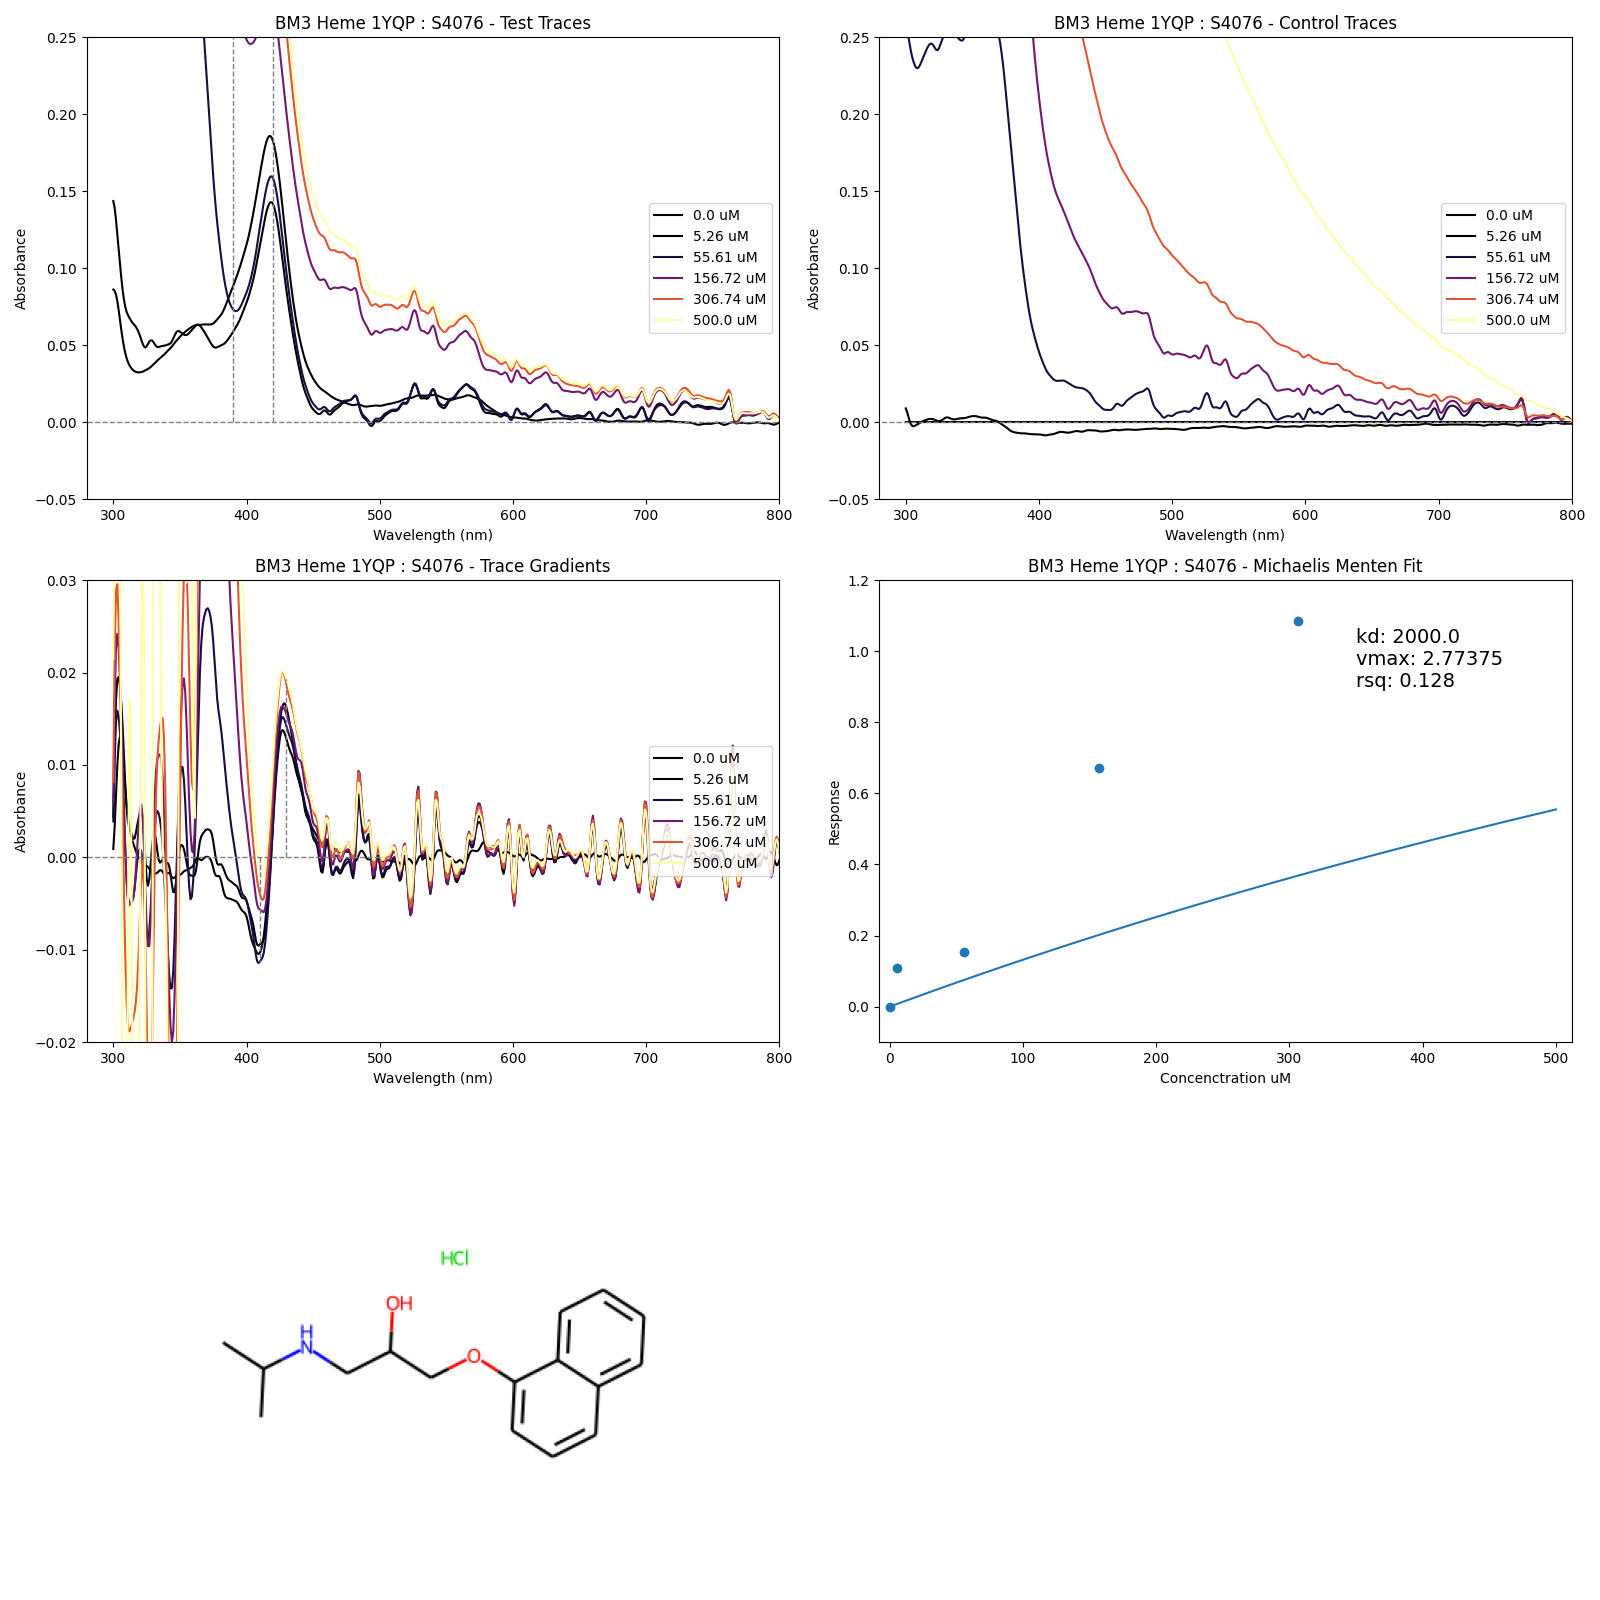 BM3 Heme 1YQP : S4076 - Test Traces
0.25
0.20
0.15
0.10
0.05
0.00
−0.05
Absorbance
300 400 500 600 700 800
Wavelength (nm)
0.0 uM
5.26 uM
55.61 uM
156.72 uM
306.74 uM
500.0 uM
BM3 Heme 1YQP : S4076 - Control Traces
0.25
0.20
0.15
0.10
0.05
0.00
−0.05
Absorbance
300 400 500 600 700 800
Wavelength (nm)
0.0 uM
5.26 uM
55.61 uM
156.72 uM
306.74 uM
500.0 uM
BM3 Heme 1YQP : S4076 - Trace Gradients
0.03
0.02
0.01
0.00
−0.01
−0.02
Absorbance
300 400 500 600 700 800
Wavelength (nm)
0.0 uM
5.26 uM
55.61 uM
156.72 uM
306.74 uM
500.0 uM
BM3 Heme 1YQP : S4076 - Michaelis Menten Fit
1.2
1.0
0.8
0.6
0.4
0.2
0.0
Response
kd: 2000.0
vmax: 2.77375
rsq: 0.128
0 100 200 300 400 500
Concenctration uM
HCl
OH
H
N
O